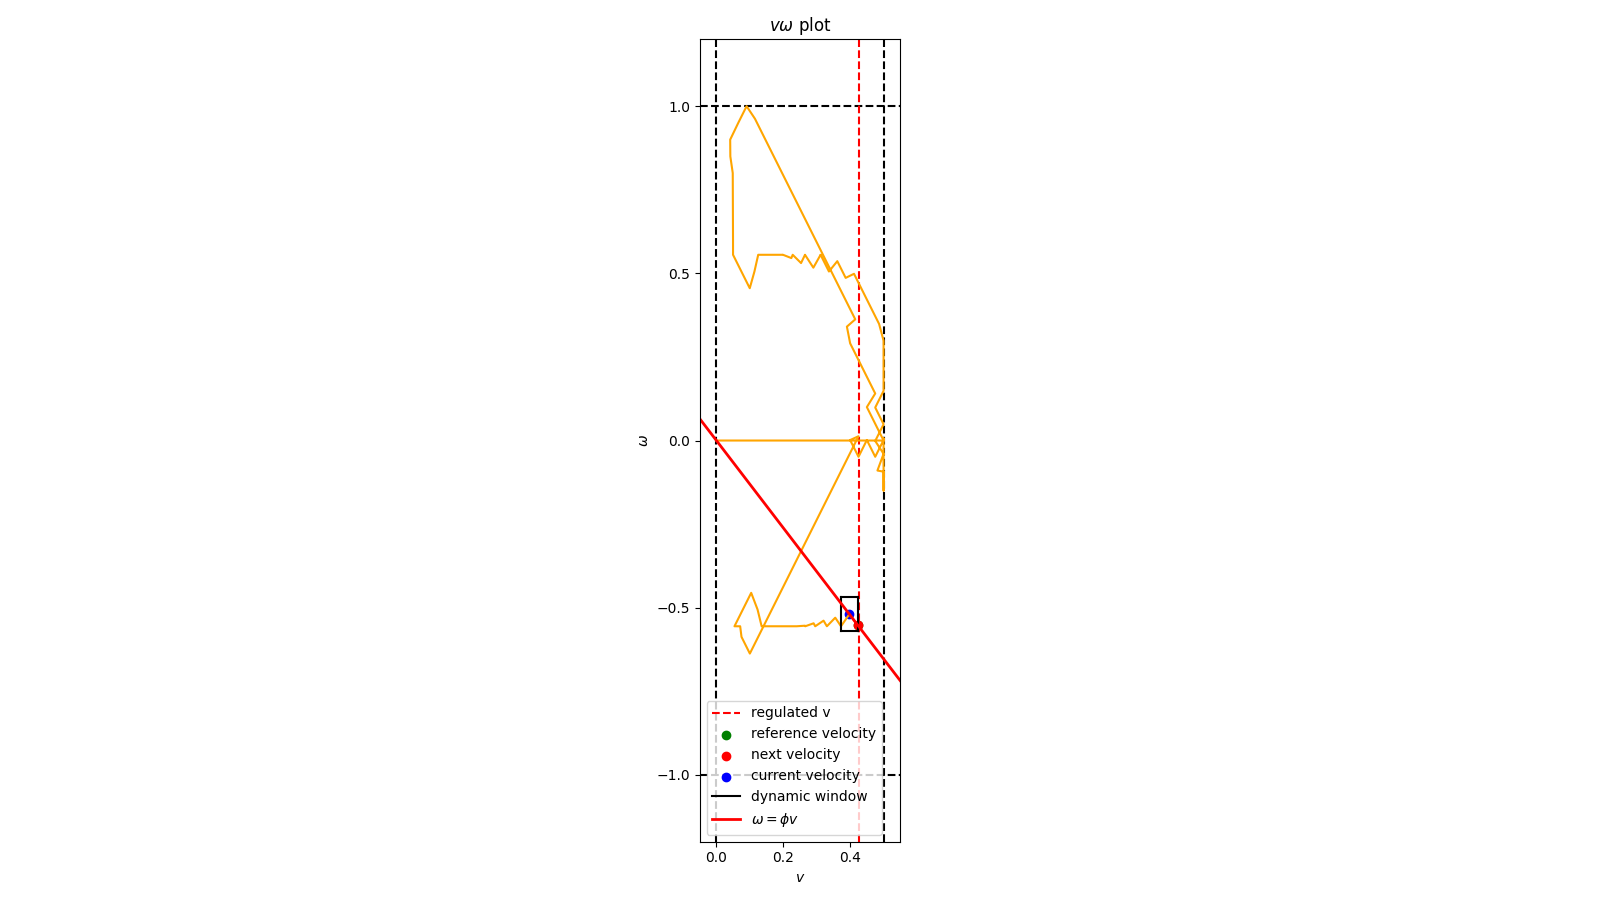 vω plot
1.0
0.5
0.0
−0.5
−1.0
ω
regulated v
reference velocity
next velocity
current velocity
dynamic window
ω = ϕv
0.0 0.2 0.4
v